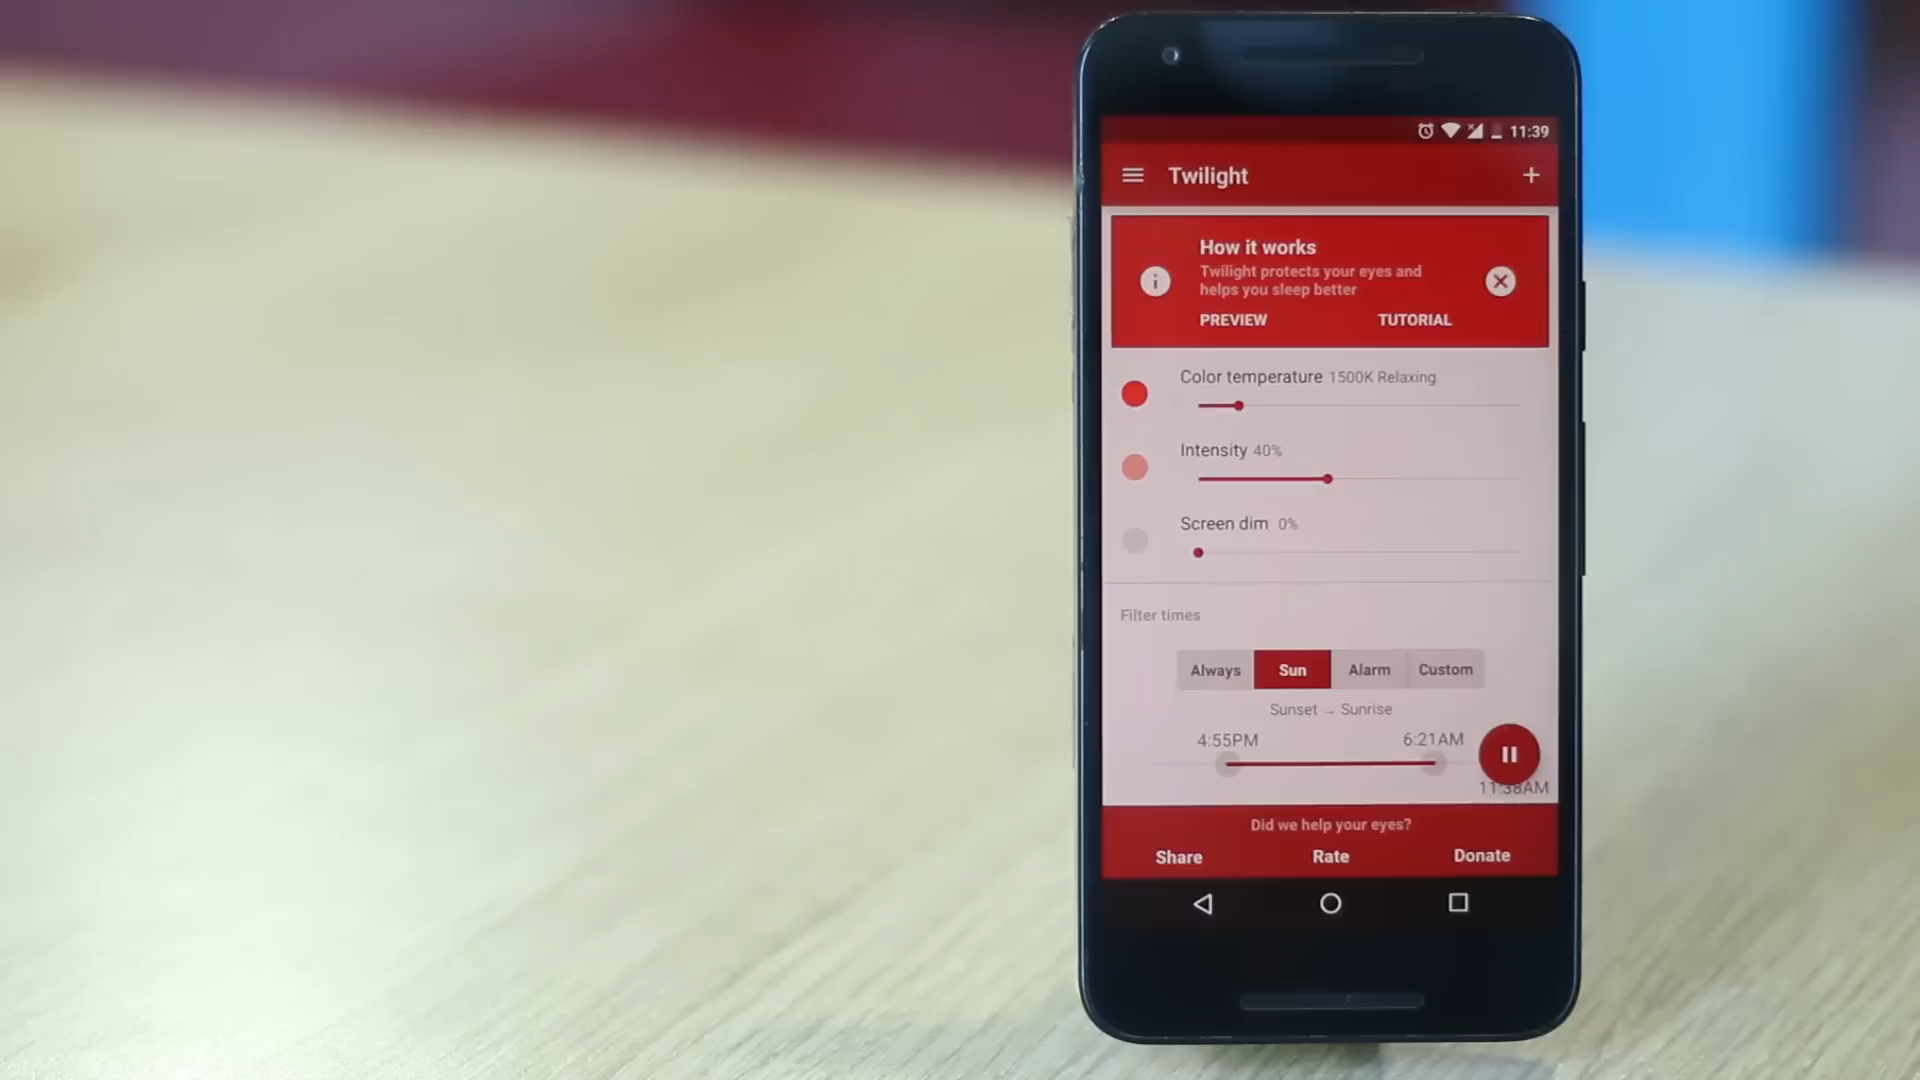 11:39
Twilight
How it works
Twilight protects your eyes and
helps you sleep better
PREVIEW TUTORIAL
Color temperature 1500K Relaxing
Intensity 40%
Screen dim 0%
Filter times
Always Sun Alarm Custom
Sunset → Sunrise
4:55PM 6:21AM
11:38AM
Did we help your eyes?
Share Rate Donate